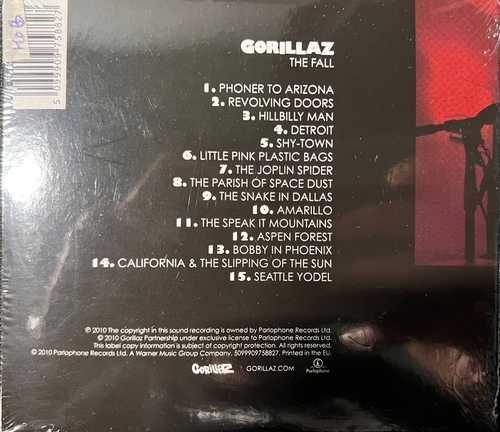 GORILLAZ
THE FALL
1. PHONER TO ARIZONA
2. REVOLVING DOORS
3. HILLBILLY MAN
4. DETROIT
5. SHY-TOWN
6. LITTLE PINK PLASTIC BAGS
7. THE JOPLIN SPIDER
8. THE PARISH OF SPACE DUST
9. THE SNAKE IN DALLAS
10. AMARILLO
11. THE SPEAK IT MOUNTAINS
12. ASPEN FOREST
13. BOBBY IN PHOENIX
14. CALIFORNIA & THE SLIPPING OF THE SUN
15. SEATTLE YODEL
℗ 2010 The copyright in this sound recording is owned by Parlophone Records Ltd.
© 2010 Gorillaz Partnership under exclusive license to Parlophone Records Ltd.
This label copy information is subject of copyright protection. All rights reserved.
© 2010 Parlophone Records Ltd. A Warner Music Group Company. 5099909758827. Printed in the EU.
GORILLAZ GORILLAZ.COM Parlophone
5 099909 758827